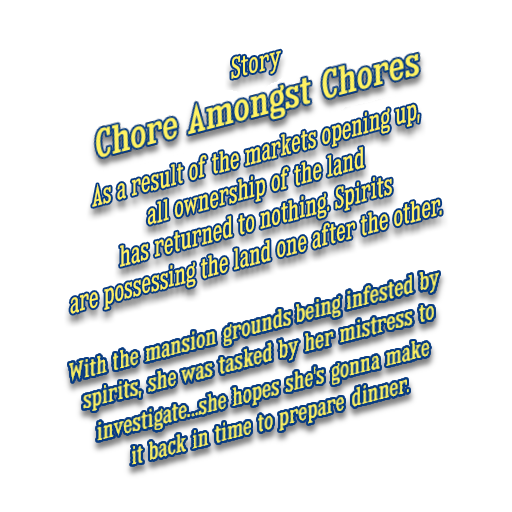 Story
Chore Amongst Chores
As a result of the markets opening up,
all ownership of the land
has returned to nothing. Spirits
are possessing the land one after the other.
With the mansion grounds being infested by
spirits, she was tasked by her mistress to
investigate...she hopes she's gonna make
it back in time to prepare dinner.